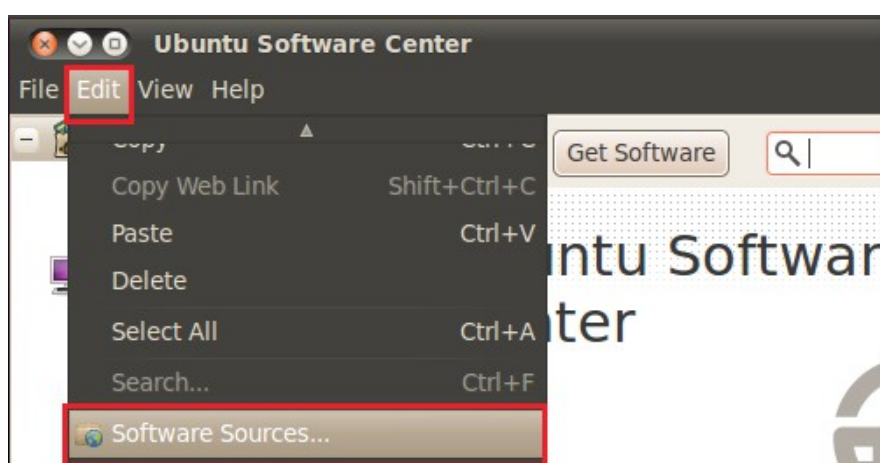 Ubuntu Software Center
File Edit View Help
Get Software
Copy Web Link Shift+Ctrl+C
Paste Ctrl+V
Delete
Select All Ctrl+A
Search... Ctrl+F
Software Sources...
untu Softwar
ter